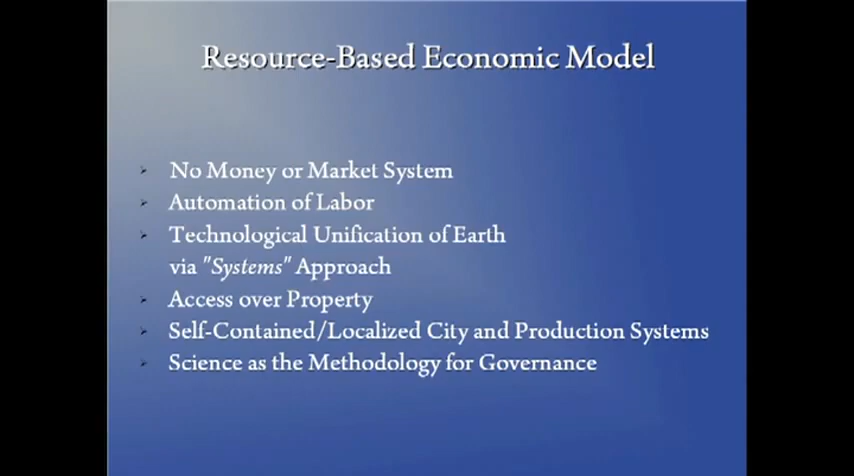 Resource-Based Economic Model
No Money or Market System
Automation of Labor
Technological Unification of Earth
via "Systems" Approach
Access over Property
Self-Contained/Localized City and Production Systems
Science as the Methodology for Governance